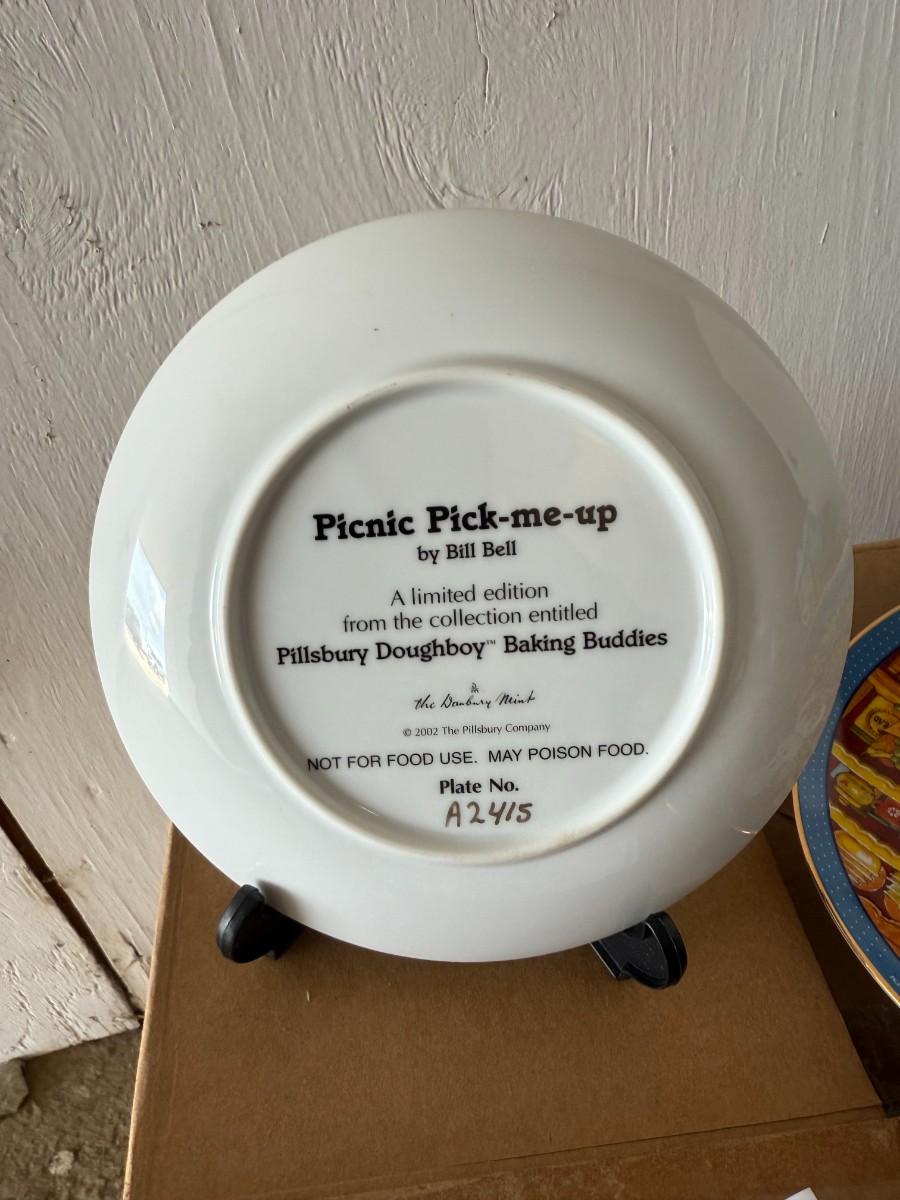 Picnic Pick-me-up
by Bill Bell
A limited edition
from the collection entitled
Pillsbury Doughboy™ Baking Buddies
the Danbury Mint
© 2002 The Pillsbury Company
NOT FOR FOOD USE. MAY POISON FOOD.
Plate No.
A2415